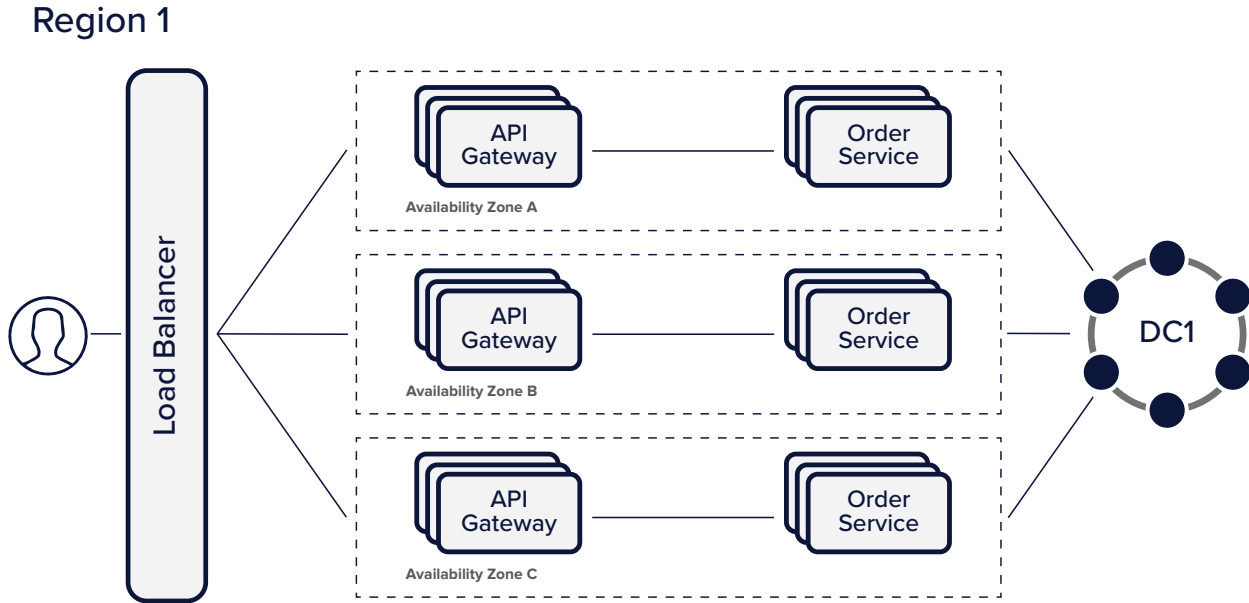 Region 1
Load Balancer
API
Gateway
Order
Service
Availability Zone A
API
Gateway
Order
Service
Availability Zone B
API
Gateway
Order
Service
Availability Zone C
DC1